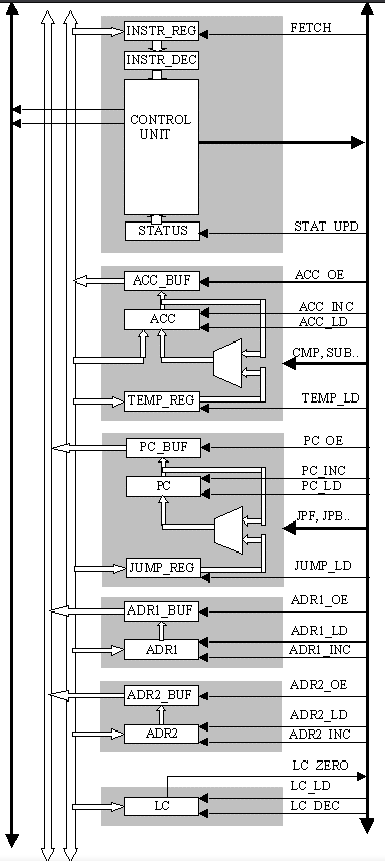 INSTR_REG FETCH
INSTR_DEC
CONTROL
UNIT
STATUS STAT_UPD
ACC_BUF ACC_OE
ACC_INC
ACC ACC_LD
CMP, SUB..
TEMP_REG TEMP_LD
PC_BUF PC_OE
PC_INC
PC PC_LD
JPF, JPB..
JUMP_REG JUMP_LD
ADR1_BUF ADR1_OE
ADR1_LD
ADR1 ADR1_INC
ADR2_BUF ADR2_OE
ADR2_LD
ADR2 ADR2_INC
LC_ZERO
LC_LD
LC LC_DEC